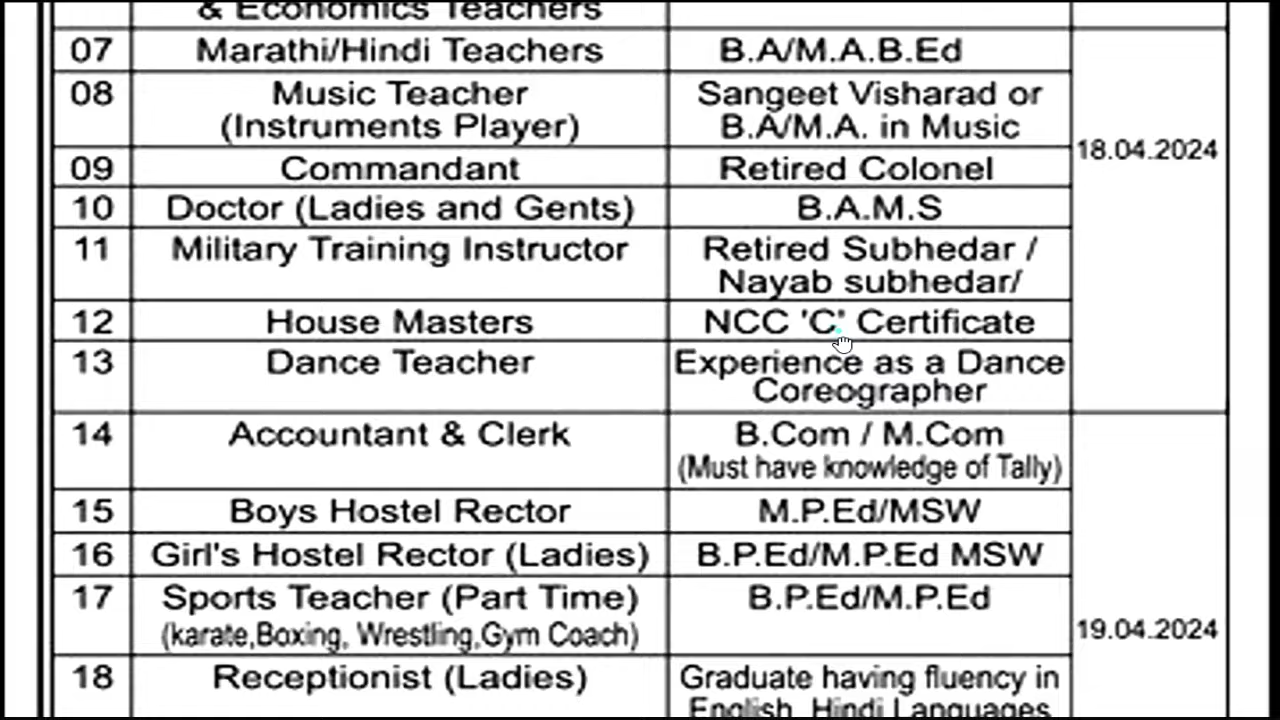 & Economics Teachers
07 Marathi/Hindi Teachers B.A/M.A.B.Ed
08 Music Teacher Sangeet Visharad or
(Instruments Player) B.A/M.A. in Music
18.04.2024
09 Commandant Retired Colonel
10 Doctor (Ladies and Gents) B.A.M.S
11 Military Training Instructor Retired Subhedar /
Nayab subhedar/
12 House Masters NCC 'C' Certificate
13 Dance Teacher Experience as a Dance
Coreographer
14 Accountant & Clerk B.Com / M.Com
(Must have knowledge of Tally)
15 Boys Hostel Rector M.P.Ed/MSW
16 Girl's Hostel Rector (Ladies) B.P.Ed/M.P.Ed MSW
17 Sports Teacher (Part Time) B.P.Ed/M.P.Ed
(karate,Boxing, Wrestling,Gym Coach)
19.04.2024
18 Receptionist (Ladies) Graduate having fluency in
English, Hindi Languages